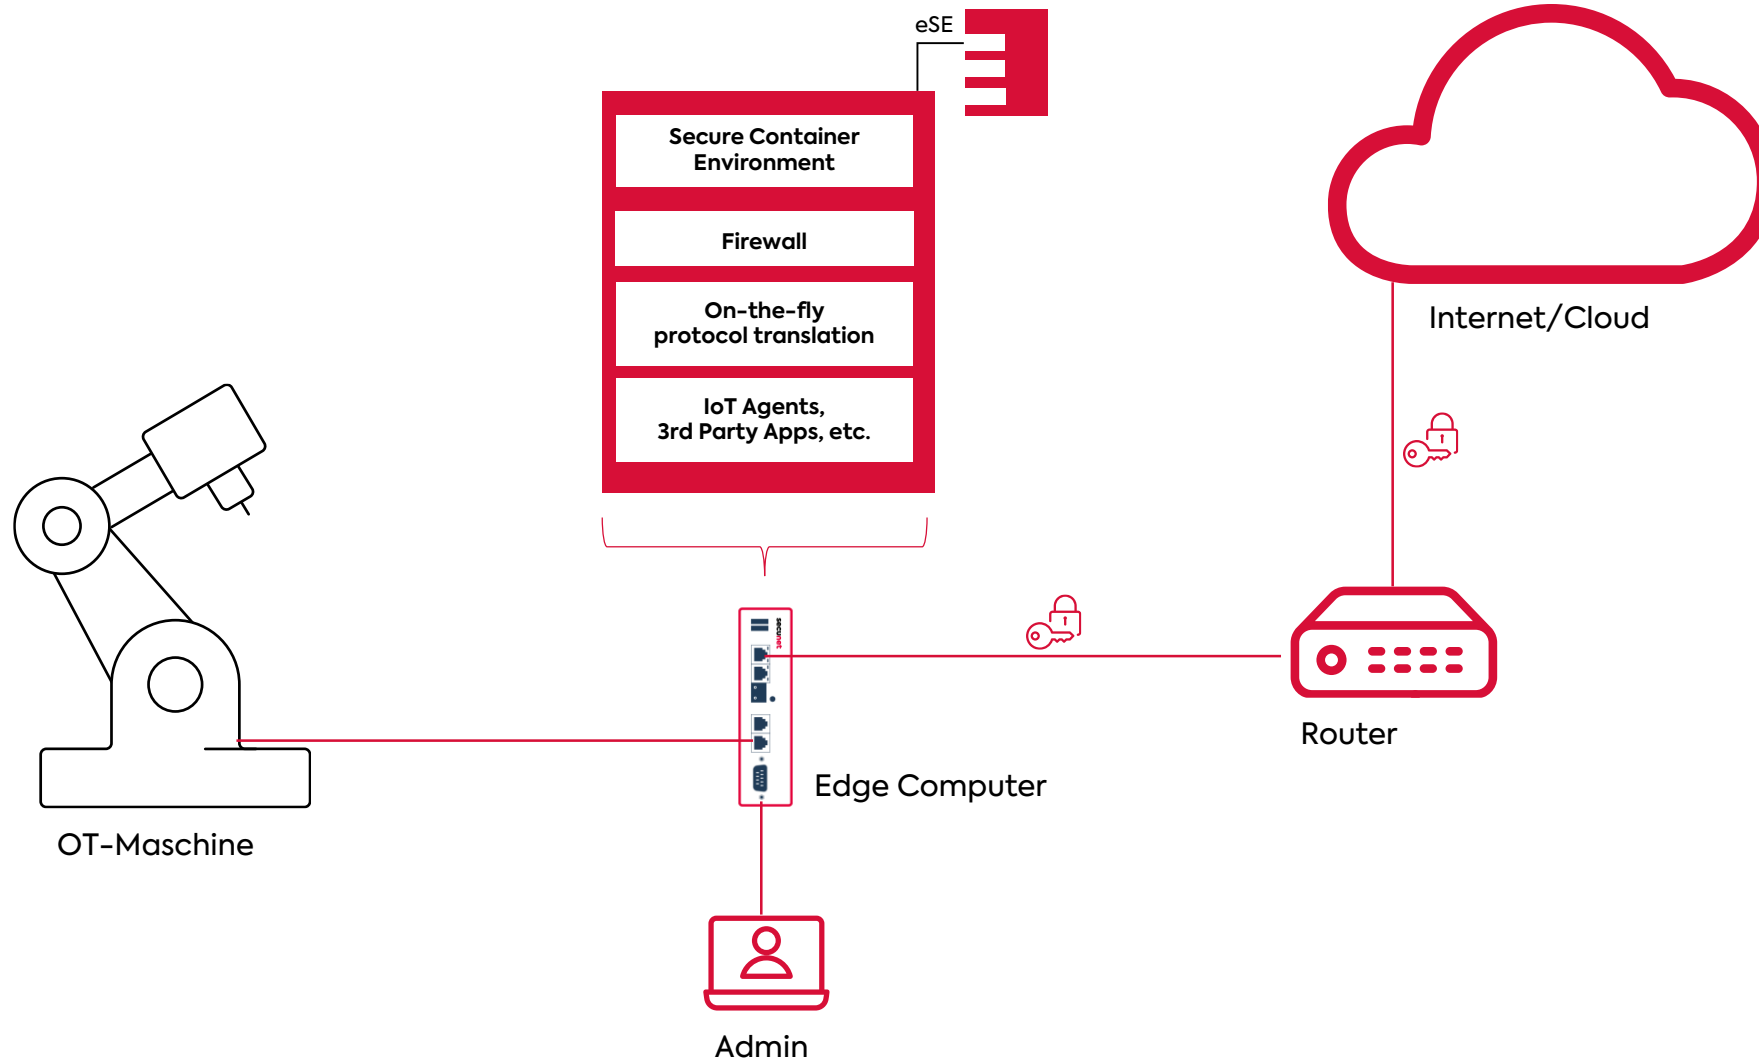 eSE
Secure Container
Environment
Firewall
On-the-fly
protocol translation
IoT Agents,
3rd Party Apps, etc.
Internet/Cloud
secunet
Router
Edge Computer
OT-Maschine
Admin